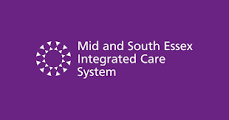 Mid and South Essex
Integrated Care
System